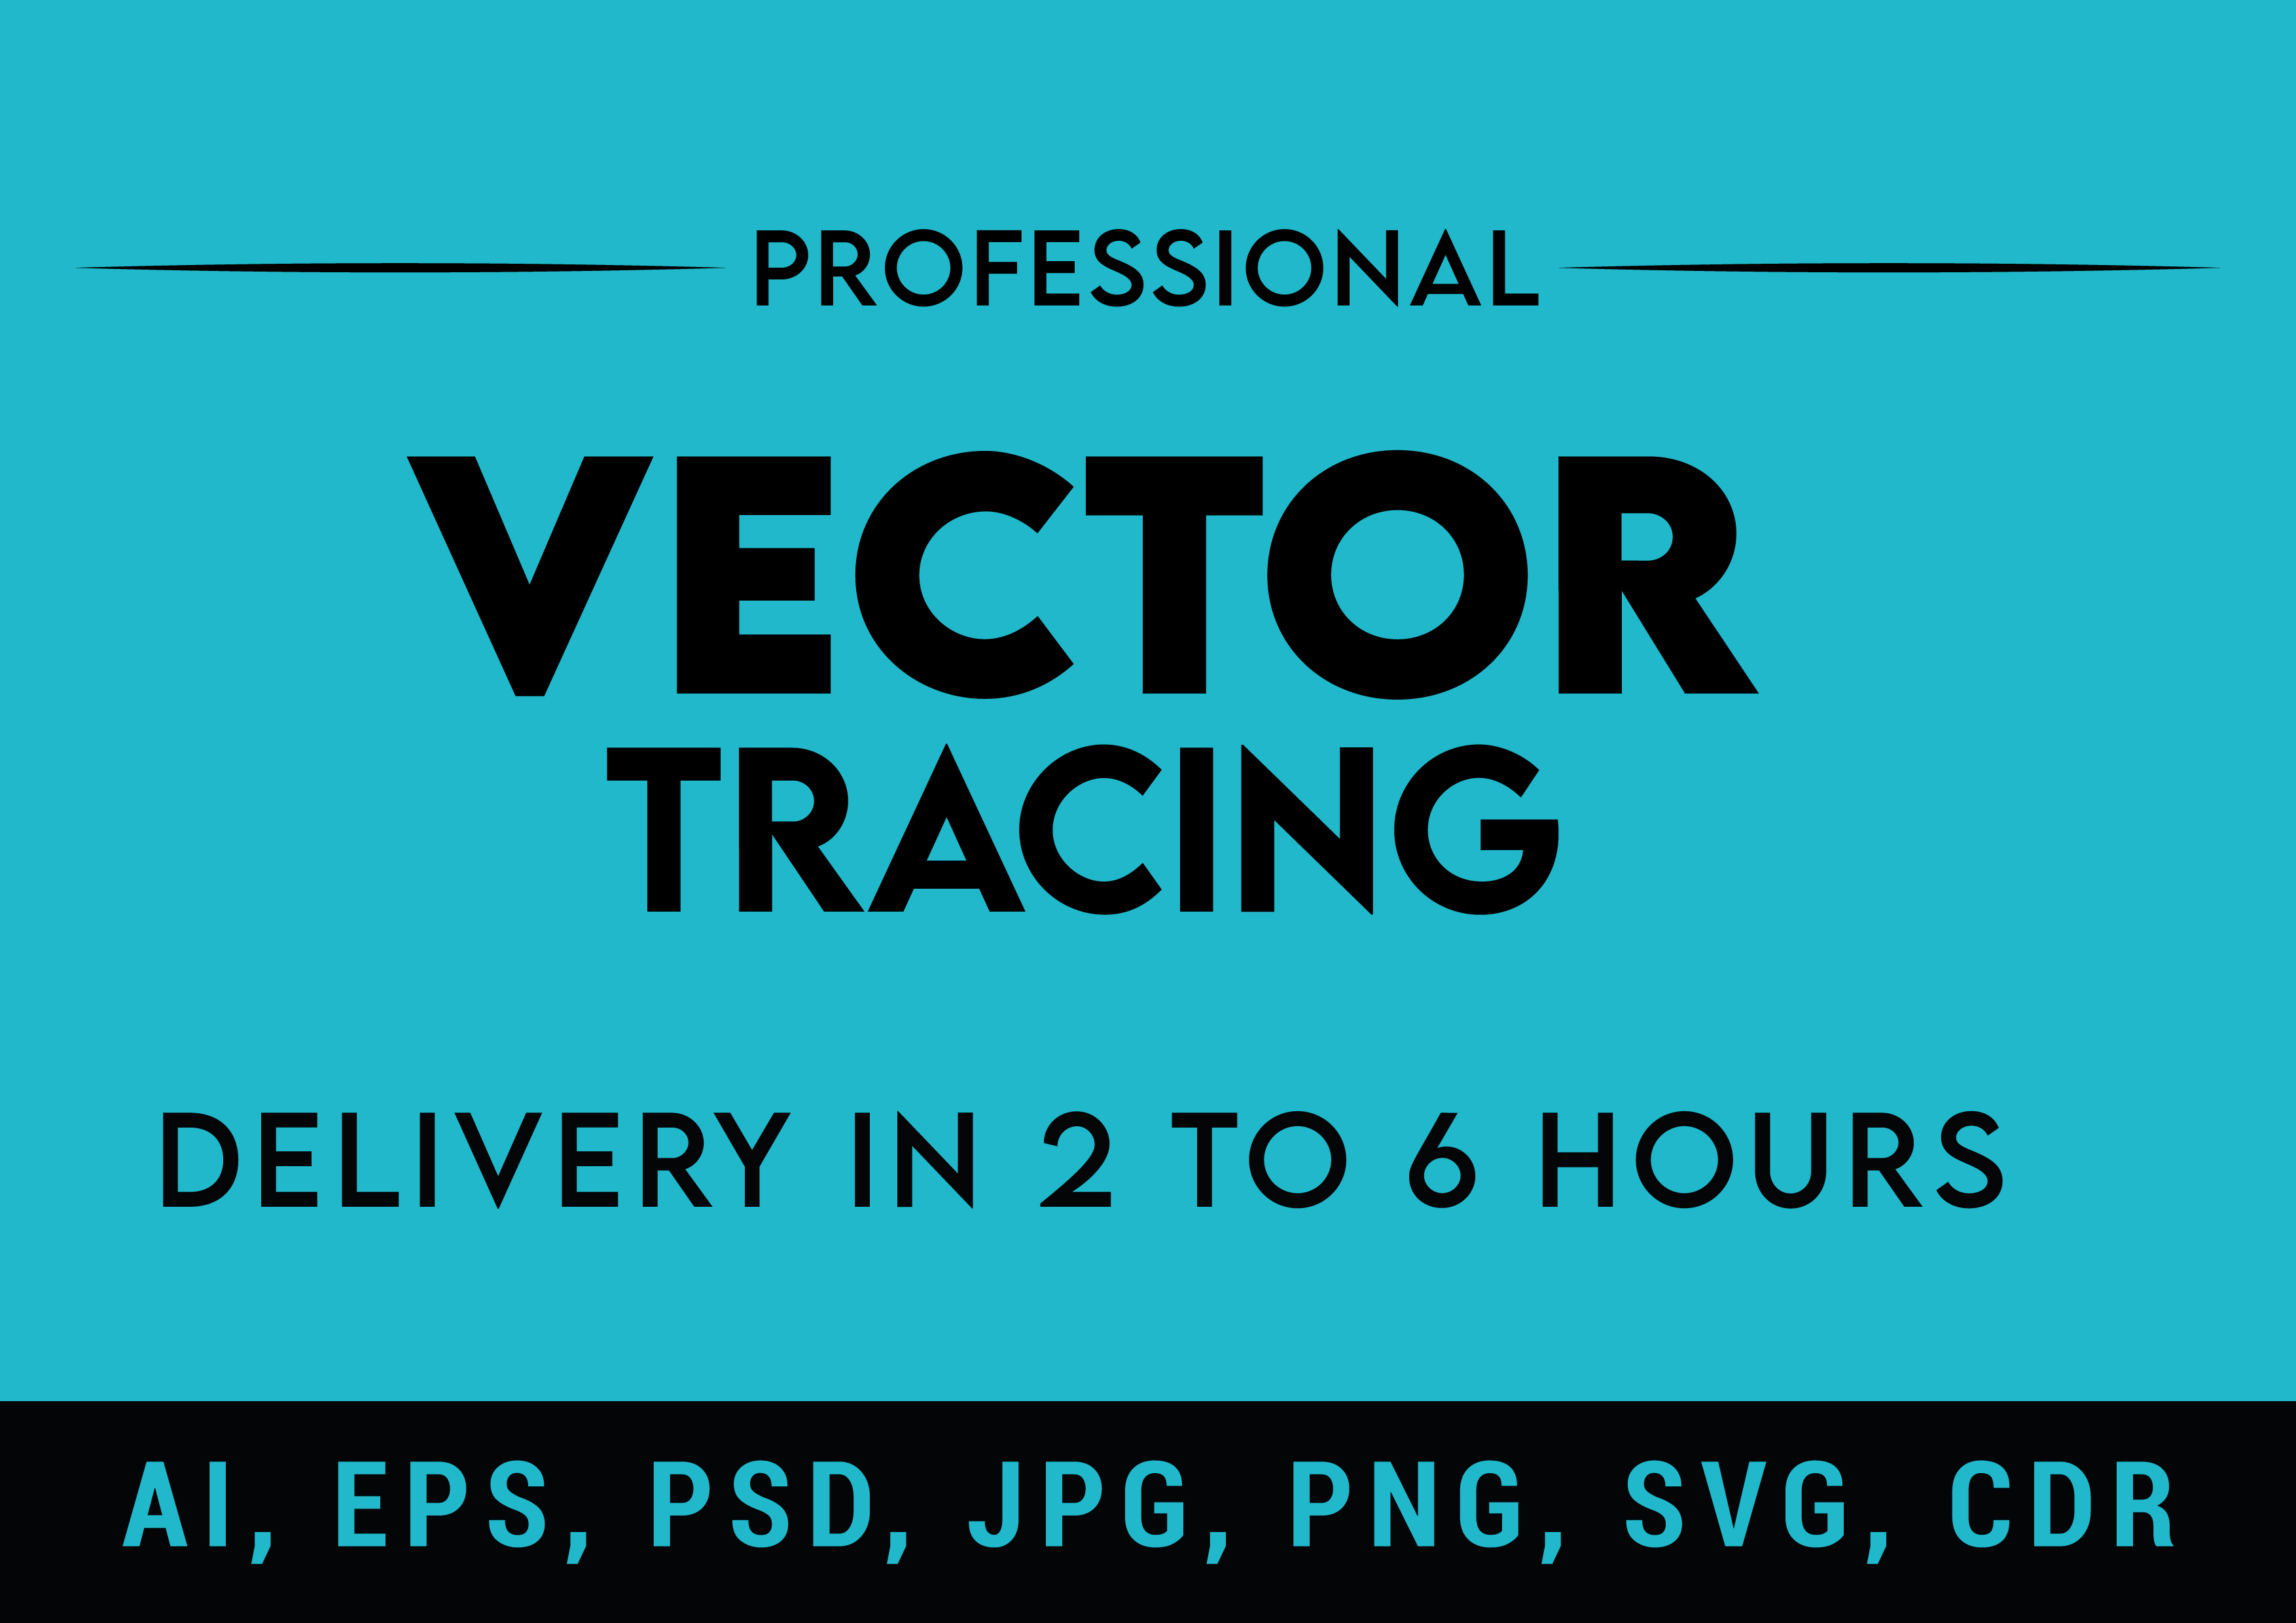 PROFESSIONAL
VECTOR
TRACING
DELIVERY IN 2 TO 6 HOURS
AI, EPS, PSD, JPG, PNG, SVG, CDR